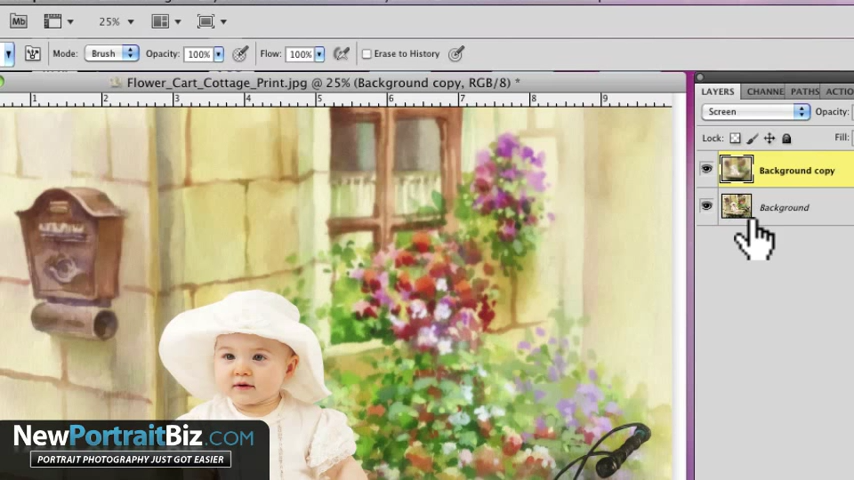 Mb 25%
Mode: Brush Opacity: 100% Flow: 100% Erase to History
Flower_Cart_Cottage_Print.jpg @ 25% (Background copy, RGB/8) *
1 2 3 4 5 6 7 8 9
LAYERS CHANNE PATHS ACTIO
Screen Opacity:
Lock: Fill:
Background copy
Background
NewPortraitBiz.COM
PORTRAIT PHOTOGRAPHY JUST GOT EASIER